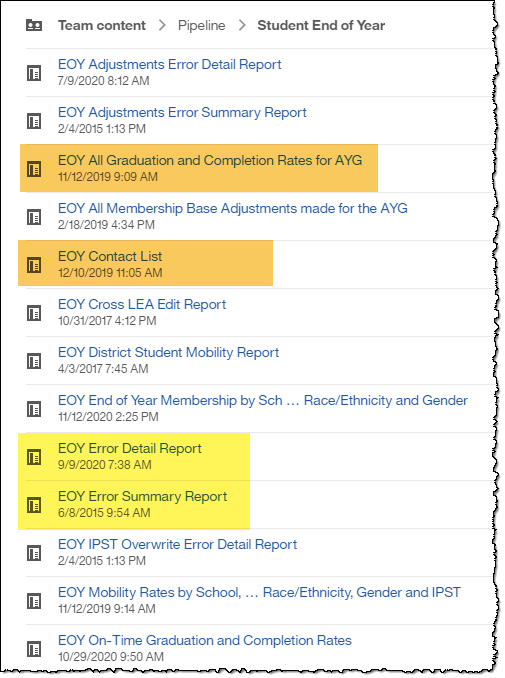 Team content > Pipeline > Student End of Year
EOY Adjustments Error Detail Report
7/9/2020 8:12 AM
EOY Adjustments Error Summary Report
2/4/2015 1:13 PM
EOY All Graduation and Completion Rates for AYG
11/12/2019 9:09 AM
EOY All Membership Base Adjustments made for the AYG
2/18/2019 4:34 PM
EOY Contact List
12/10/2019 11:05 AM
EOY Cross LEA Edit Report
10/31/2017 4:12 PM
EOY District Student Mobility Report
4/3/2017 7:45 AM
EOY End of Year Membership by Sch … Race/Ethnicity and Gender
11/12/2020 2:25 PM
EOY Error Detail Report
9/9/2020 7:38 AM
EOY Error Summary Report
6/8/2015 9:54 AM
EOY IPST Overwrite Error Detail Report
2/4/2015 1:13 PM
EOY Mobility Rates by School, … Race/Ethnicity, Gender and IPST
11/12/2019 9:14 AM
EOY On-Time Graduation and Completion Rates
10/29/2020 9:50 AM